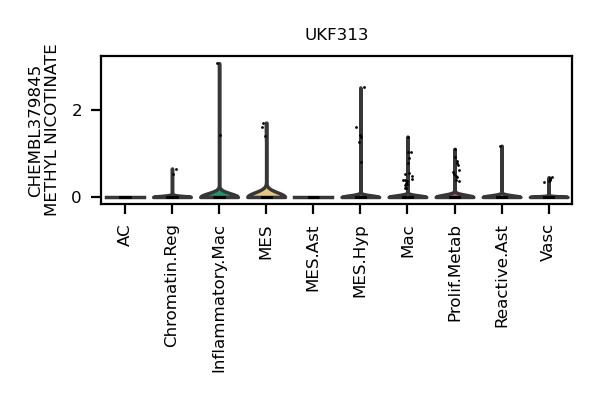 UKF313
CHEMBL379845
METHYL NICOTINATE
2
0
AC
Chromatin.Reg
Inflammatory.Mac
MES
MES.Ast
MES.Hyp
Mac
Prolif.Metab
Reactive.Ast
Vasc